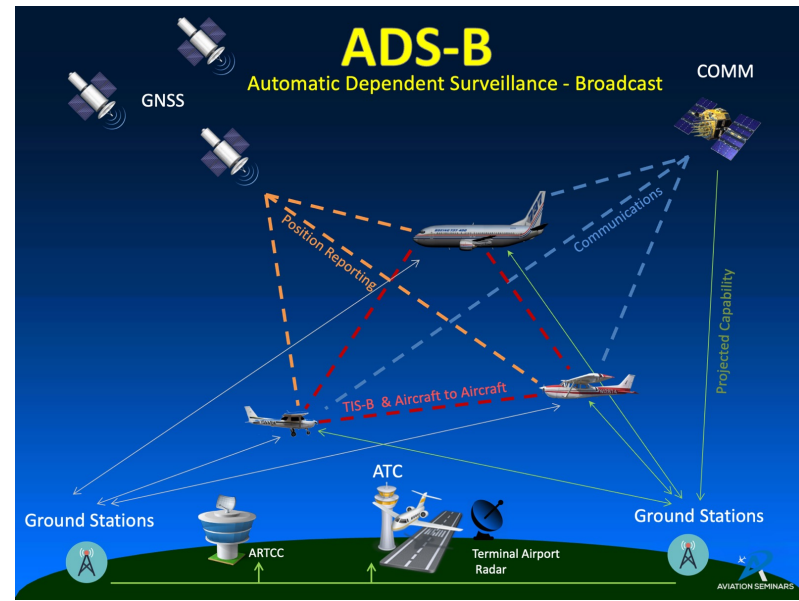 ADS-B
Automatic Dependent Surveillance - Broadcast
COMM
GNSS
Position Reporting
Communications
Projected Capability
TIS-B & Aircraft to Aircraft
ATC
Ground Stations
Ground Stations
ARTCC
Terminal Airport
Radar
AVIATION SEMINARS